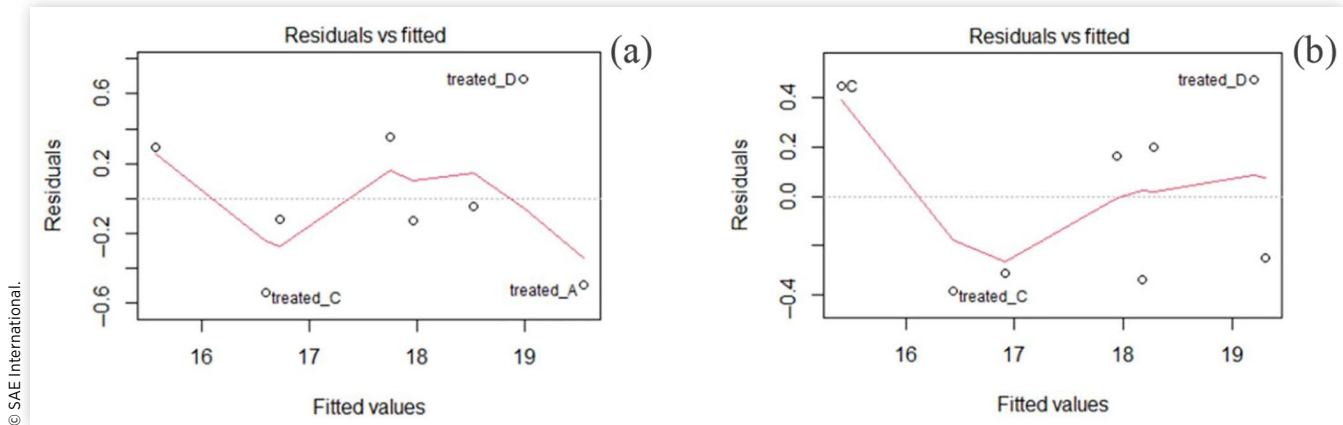 Residuals vs fitted
(a)
Residuals
0.6
0.2
−0.2
−0.6
treated_D
treated_C
treated_A
16 17 18 19
Fitted values
Residuals vs fitted
(b)
Residuals
0.4
0.2
0.0
−0.4
C
treated_D
treated_C
16 17 18 19
Fitted values
© SAE International.